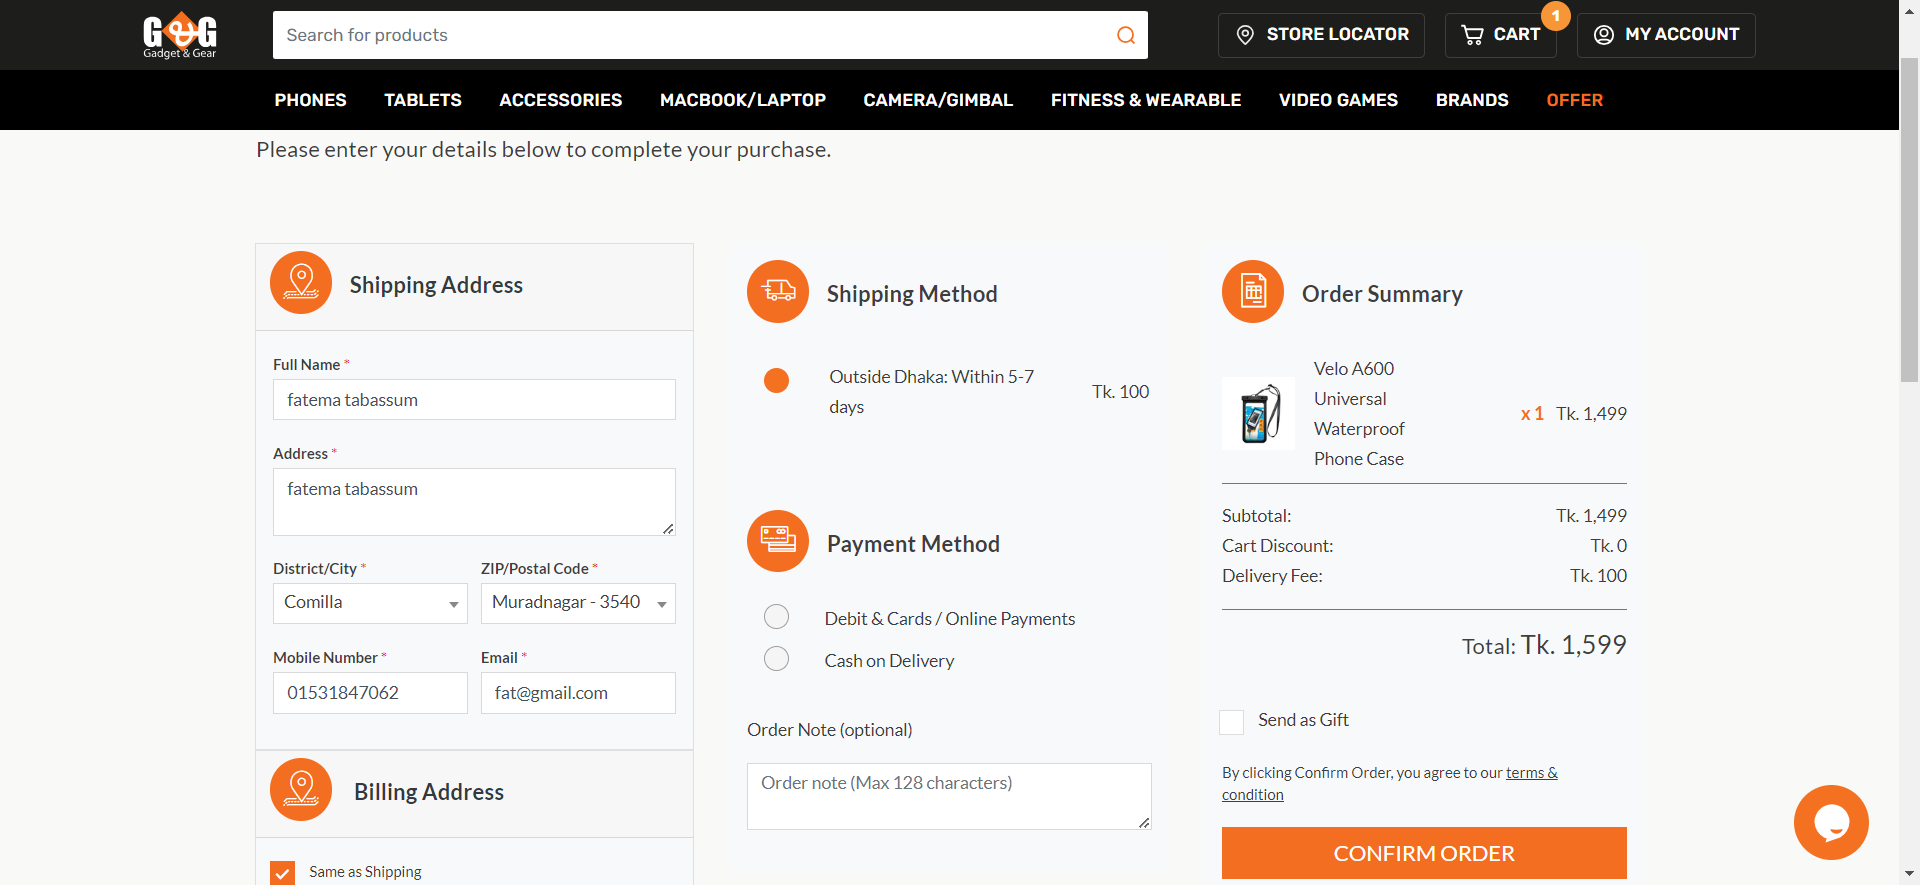 G&G
Gadget & Gear
Search for products
STORE LOCATOR
CART
1
MY ACCOUNT
PHONES TABLETS ACCESSORIES MACBOOK/LAPTOP CAMERA/GIMBAL FITNESS & WEARABLE VIDEO GAMES BRANDS OFFER
Please enter your details below to complete your purchase.
Shipping Address
Full Name *
fatema tabassum
Address *
fatema tabassum
District/City *
Comilla
ZIP/Postal Code *
Muradnagar - 3540
Mobile Number *
01531847062
Email *
fat@gmail.com
Billing Address
Same as Shipping
Shipping Method
Outside Dhaka: Within 5-7
days
Tk. 100
Payment Method
Debit & Cards / Online Payments
Cash on Delivery
Order Note (optional)
Order note (Max 128 characters)
Order Summary
Velo A600
Universal
Waterproof
Phone Case
x 1 Tk. 1,499
Subtotal: Tk. 1,499
Cart Discount: Tk. 0
Delivery Fee: Tk. 100
Total: Tk. 1,599
Send as Gift
By clicking Confirm Order, you agree to our terms &
condition
CONFIRM ORDER